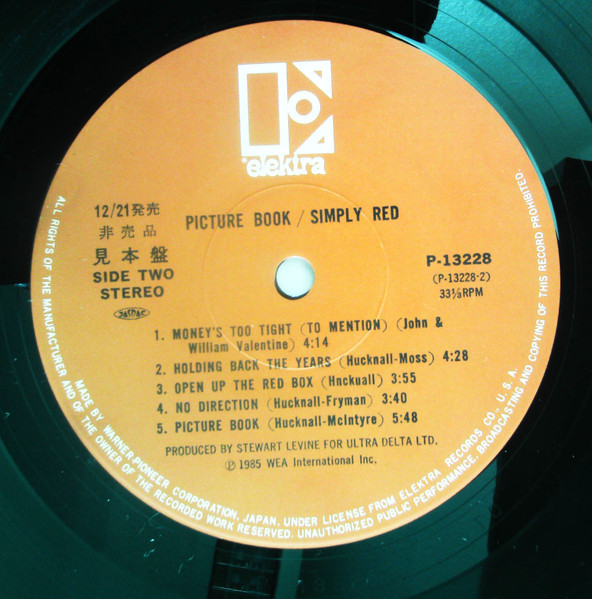 elektra
12/21発売
非売品
見本盤
SIDE TWO
STEREO
JASRAC
PICTURE BOOK / SIMPLY RED
P-13228
(P-13228-2)
33⅓RPM
1. MONEY'S TOO TIGHT (TO MENTION) (John &
William Valentine) 4:14
2. HOLDING BACK THE YEARS (Hucknall-Moss) 4:28
3. OPEN UP THE RED BOX (Hnckuall) 3:55
4. NO DIRECTION (Hucknall-Fryman) 3:40
5. PICTURE BOOK (Hucknall-McIntyre) 5:48
PRODUCED BY STEWART LEVINE FOR ULTRA DELTA LTD.
℗ 1985 WEA International Inc.
MADE BY WARNER-PIONEER CORPORATION, JAPAN. UNDER LICENSE FROM ELEKTRA RECORDS CO., U.S.A.
ALL RIGHTS OF THE MANUFACTURER AND OF THE OWNER OF THE RECORDED WORK RESERVED. UNAUTHORIZED PUBLIC PERFORMANCE, BROADCASTING AND COPYING OF THIS RECORD PROHIBITED.